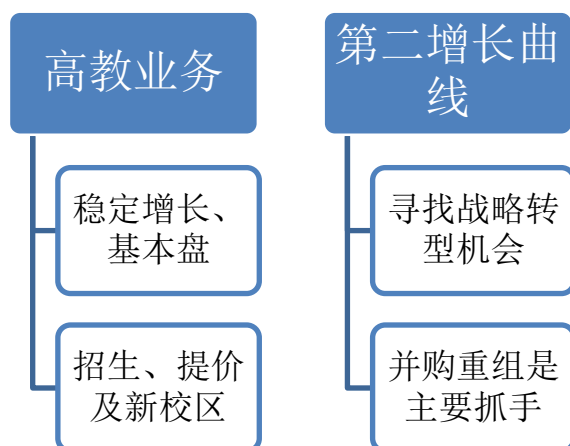 高教业务
稳定增长、
基本盘
招生、提价
及新校区
第二增长曲
线
寻找战略转
型机会
并购重组是
主要抓手